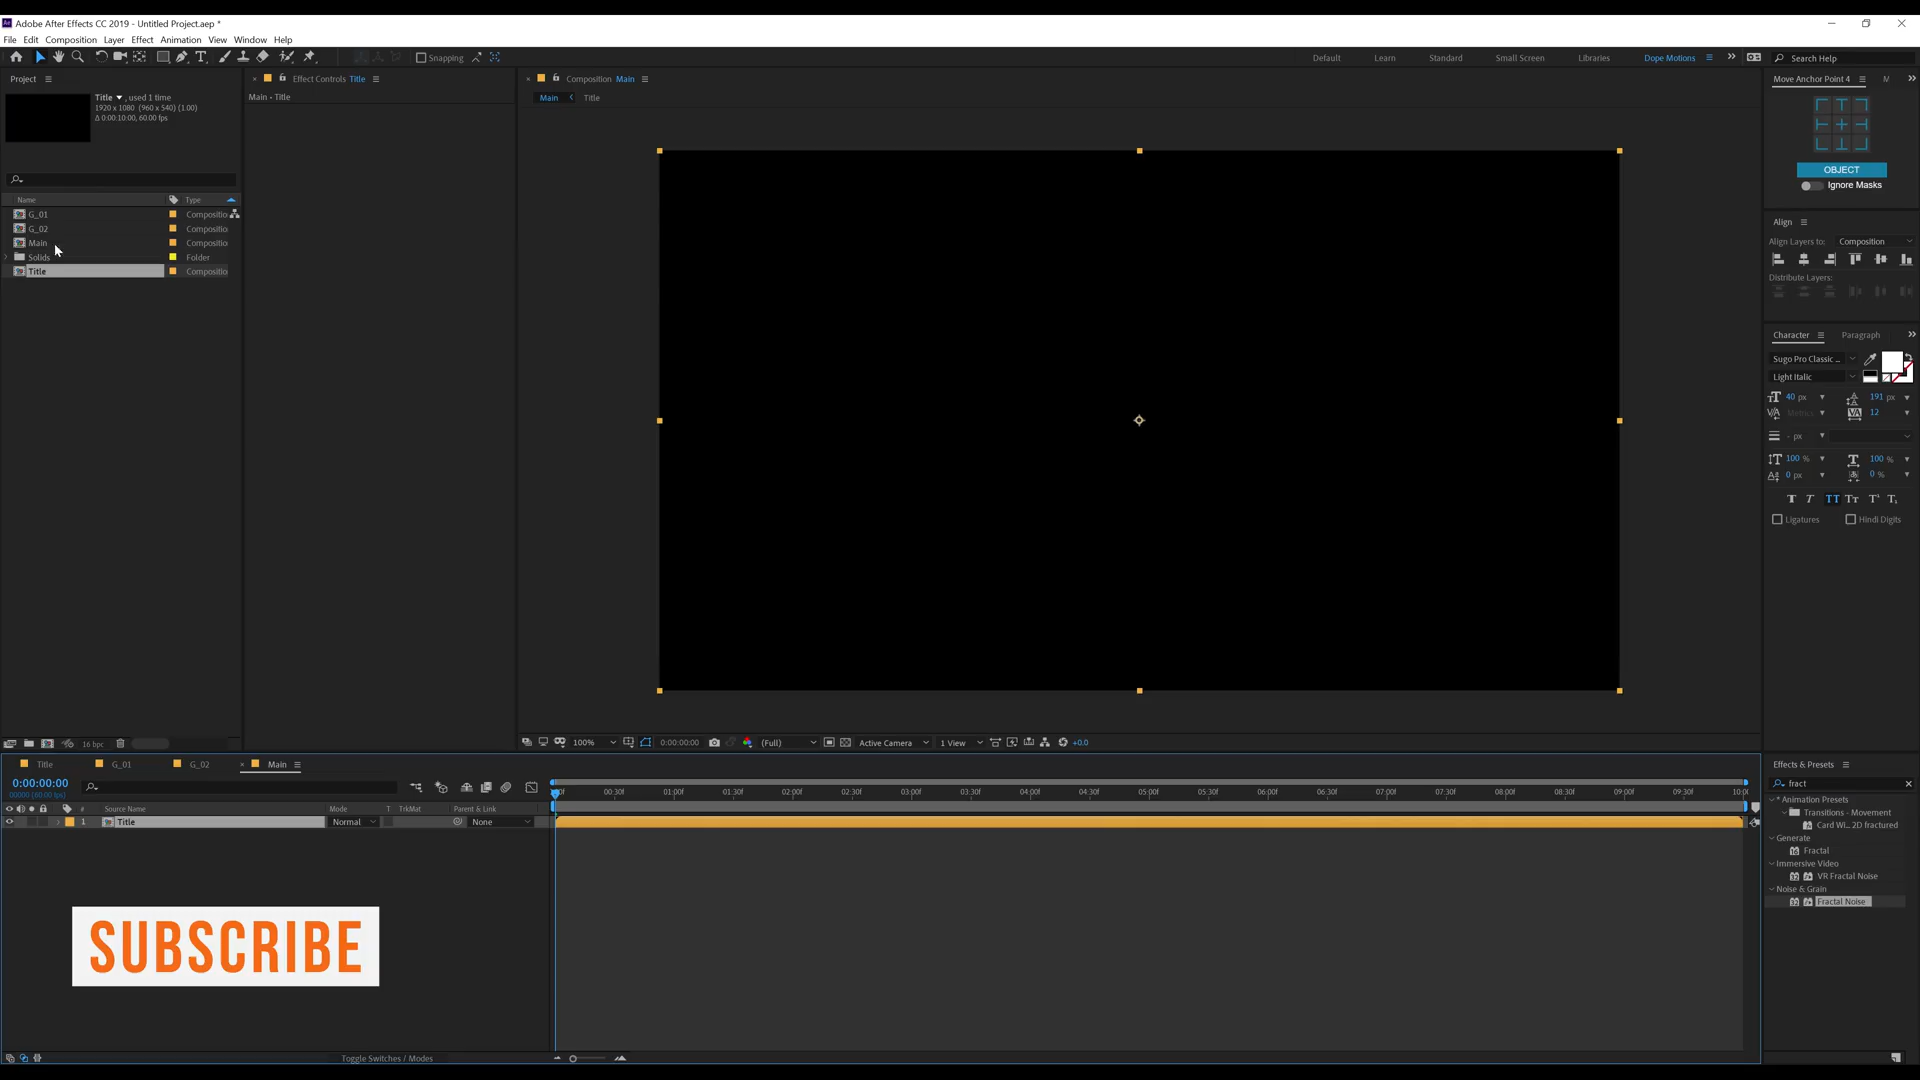 Adobe After Effects CC 2019 - Untitled Project.aep *
File Edit Composition Layer Effect Animation View Window Help
Snapping
Default Learn Standard Small Screen Libraries Dope Motions Search Help
Project
Effect Controls Title
Composition Main
Move Anchor Point 4 M
Title , used 1 time
1920 x 1080 (960 x 540) (1.00)
Δ 0:00:10:00, 60.00 fps
Main • Title
Main Title
OBJECT
Ignore Masks
Name Type
G_01 Compositio
G_02 Compositio
Main Compositio
Solids Folder
Title Compositio
Align
Align Layers to: Composition
Distribute Layers:
Character Paragraph
Sugo Pro Classic ...
Light Italic
40 px 191 px
Metrics 12
- px
100 % 100 %
0 px 0 %
TT Tt
Ligatures Hindi Digits
16 bpc
100% 0:00:00:00 (Full) Active Camera 1 View +0.0
Title G_01 G_02 Main
0:00:00:00
00000 (60.00 fps)
00:30f 01:00f 01:30f 02:00f 02:30f 03:00f 03:30f 04:00f 04:30f 05:00f 05:30f 06:00f 06:30f 07:00f 07:30f 08:00f 08:30f 09:00f 09:30f
# Source Name Mode T TrkMat Parent & Link
1 Title Normal None
SUBSCRIBE
Toggle Switches / Modes
Effects & Presets
fract
* Animation Presets
Transitions - Movement
Card Wi... 2D fractured
Generate
Fractal
Immersive Video
VR Fractal Noise
Noise & Grain
Fractal Noise